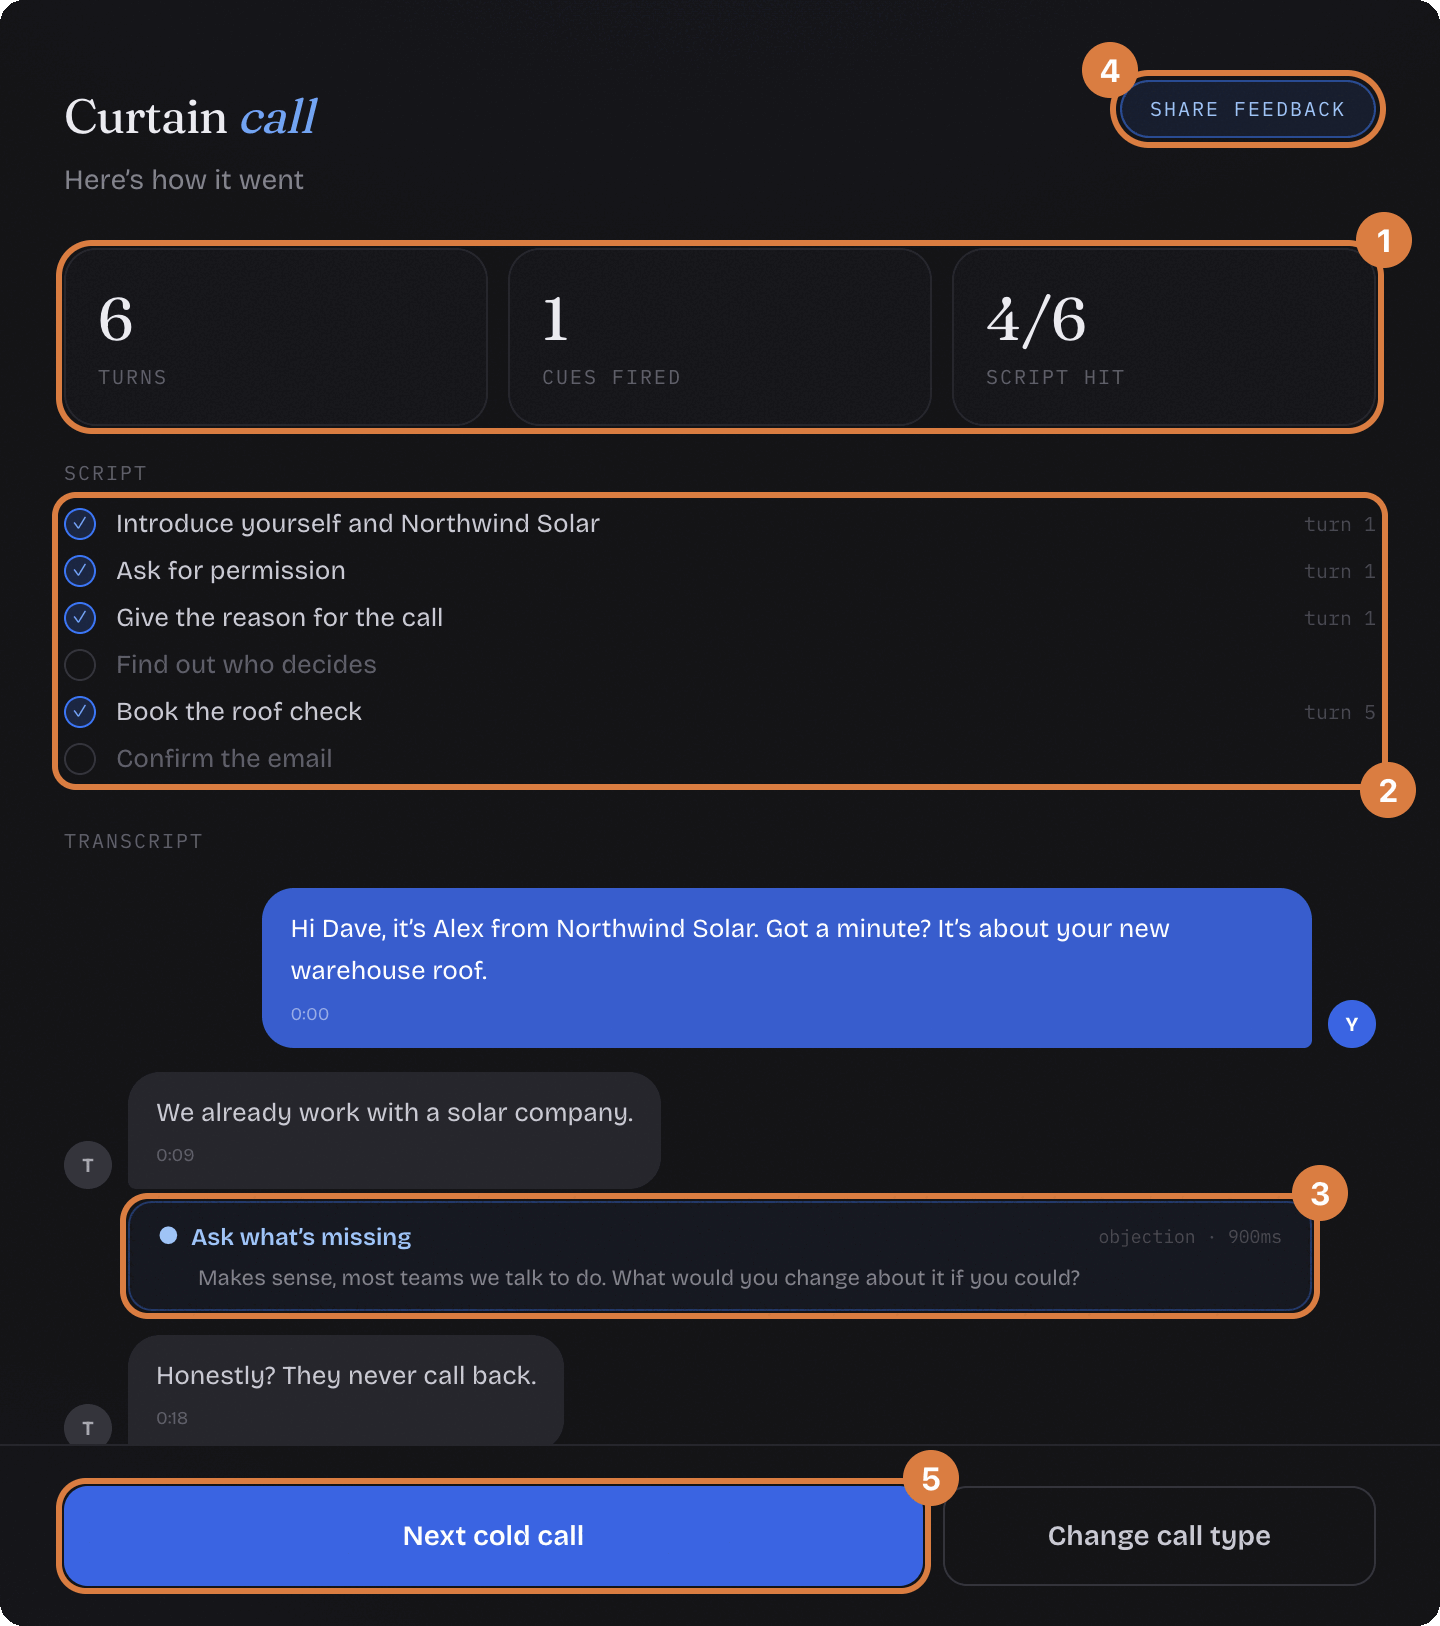 4
SHARE FEEDBACK
Curtain call
Here's how it went
1
6
TURNS
1
CUES FIRED
4/6
SCRIPT HIT
SCRIPT
Introduce yourself and Northwind Solar turn 1
Ask for permission turn 1
Give the reason for the call turn 1
Find out who decides
Book the roof check turn 5
Confirm the email
2
TRANSCRIPT
Hi Dave, it's Alex from Northwind Solar. Got a minute? It's about your new
warehouse roof.
0:00
Y
We already work with a solar company.
0:09
T
3
Ask what's missing objection · 900ms
Makes sense, most teams we talk to do. What would you change about it if you could?
Honestly? They never call back.
0:18
T
5
Next cold call
Change call type